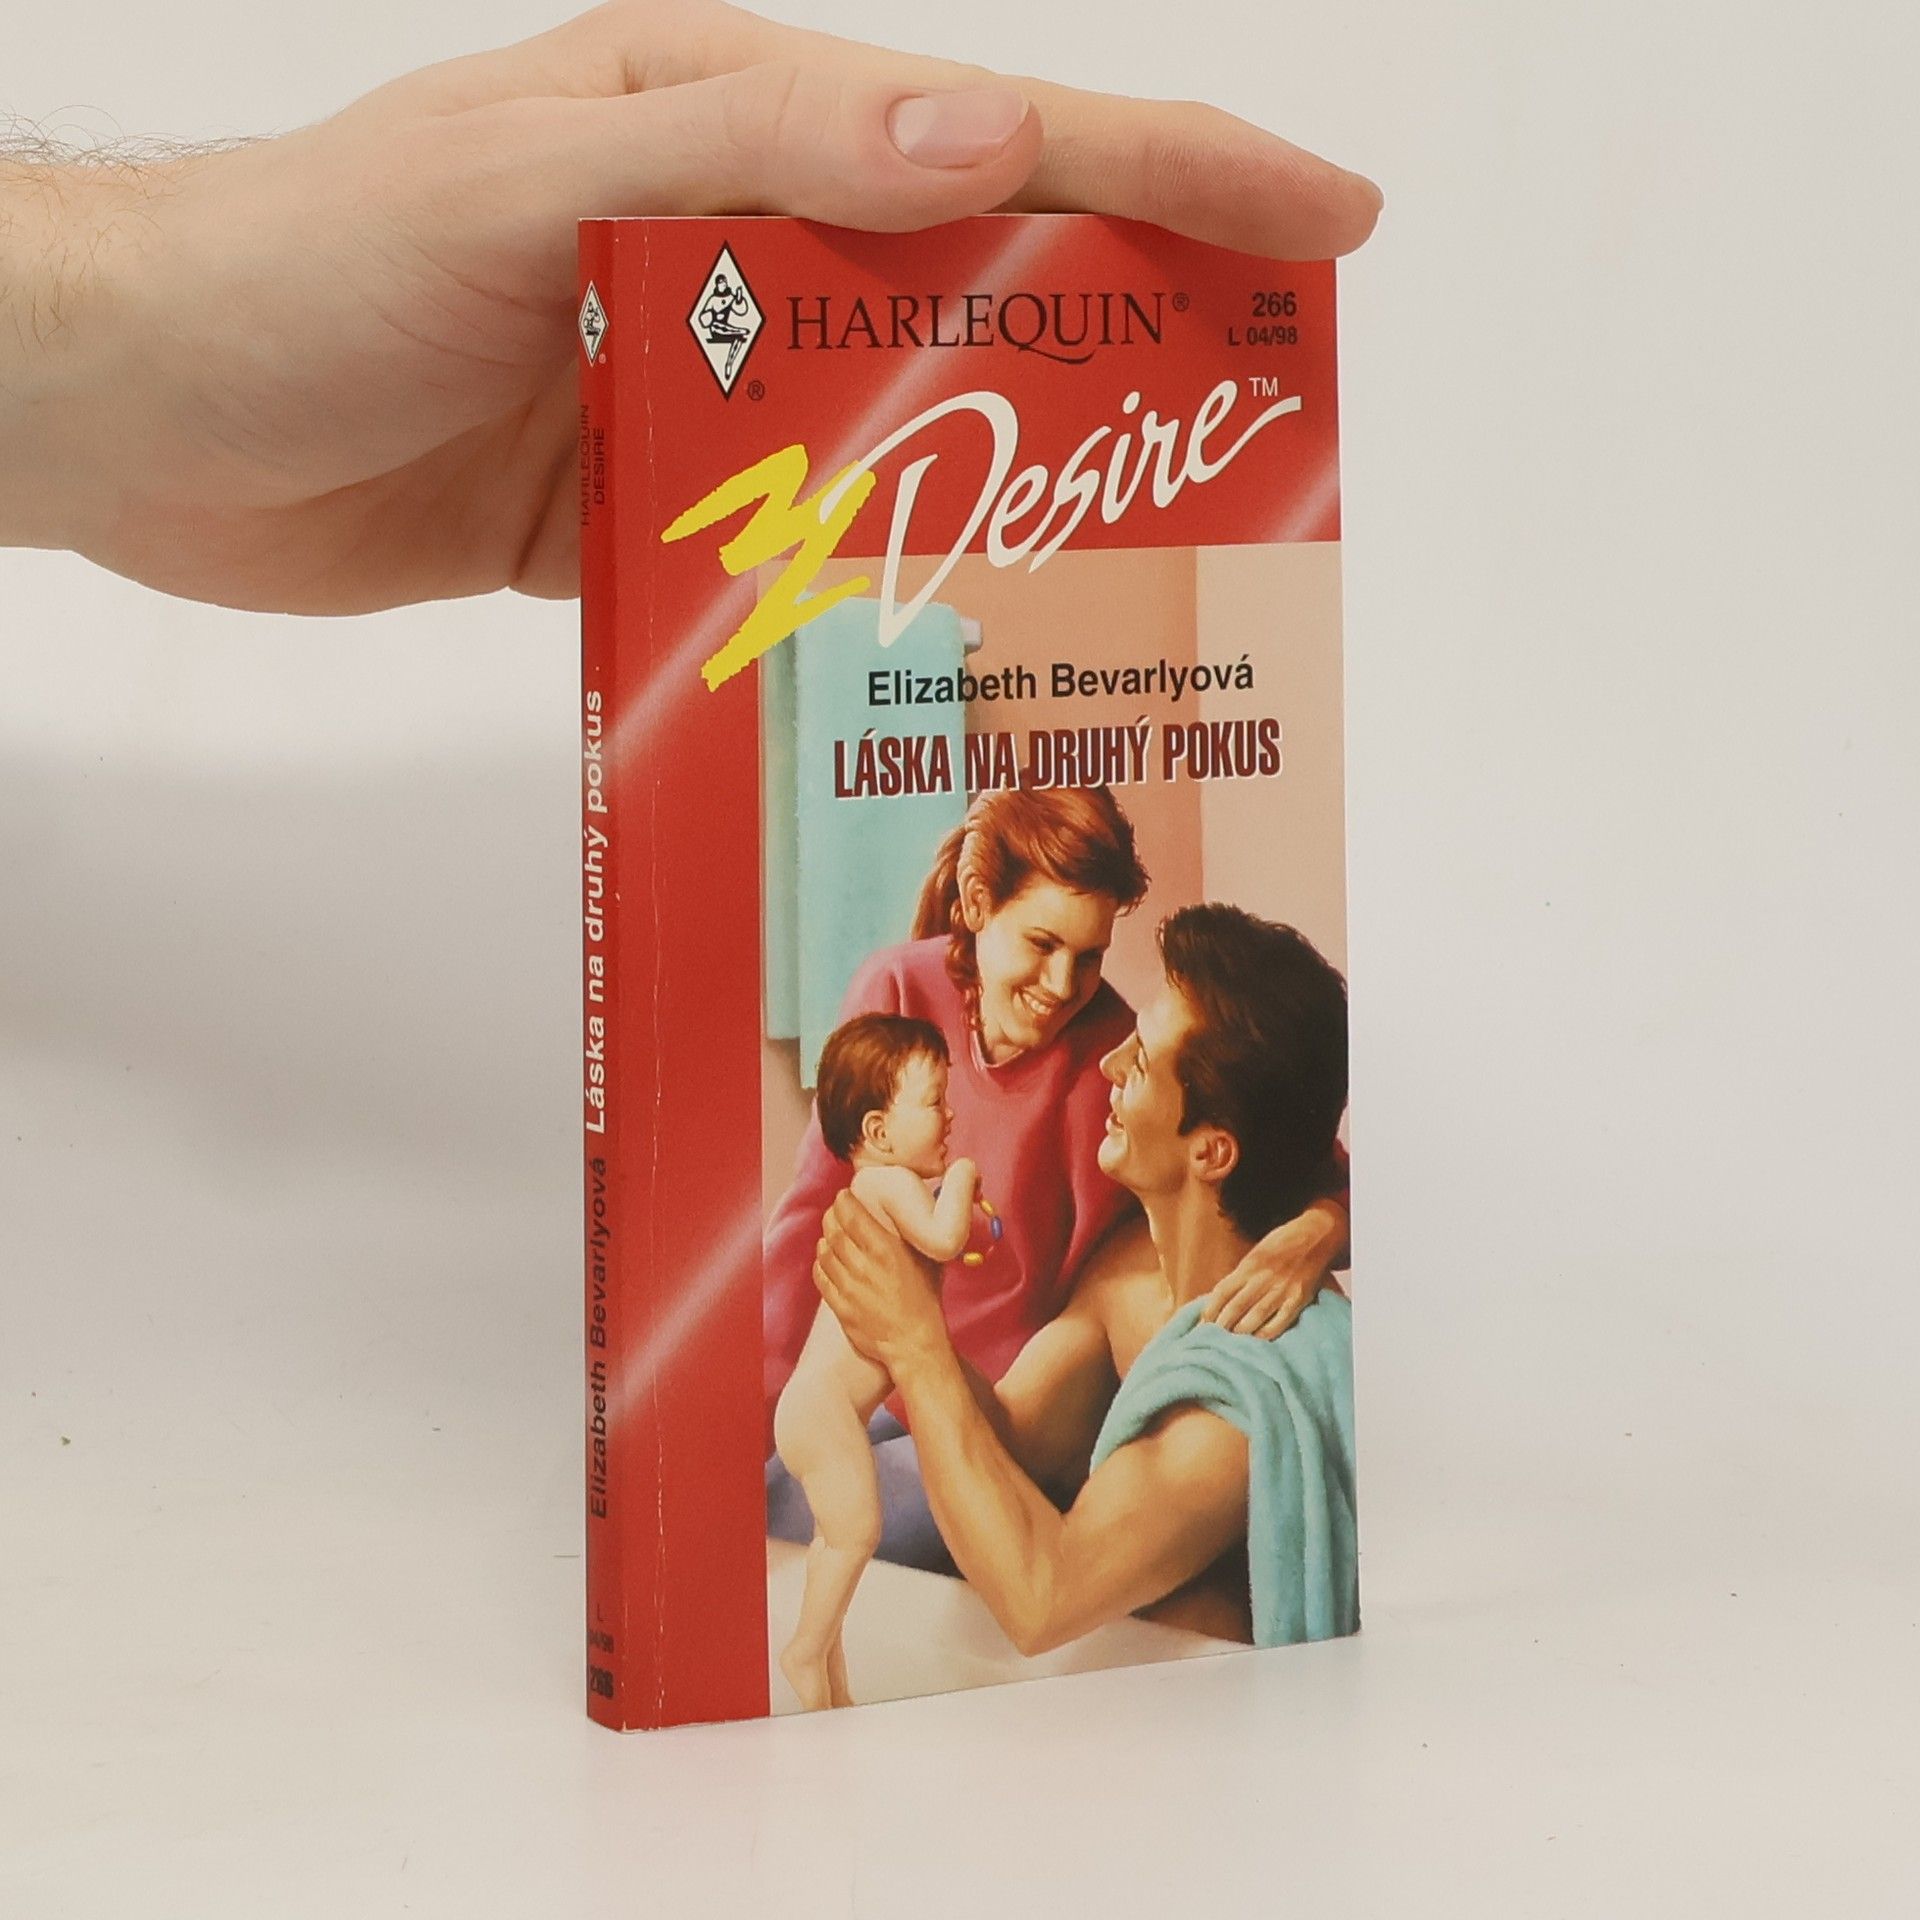 HARLEQUIN®
266
L 04/98
®
Desire™
Elizabeth Bevarlyová
LÁSKA NA DRUHÝ POKUS
HARLEQUIN
DESIRE
Elizabeth Bevarlyová Láska na druhý pokus
L
04/98
266